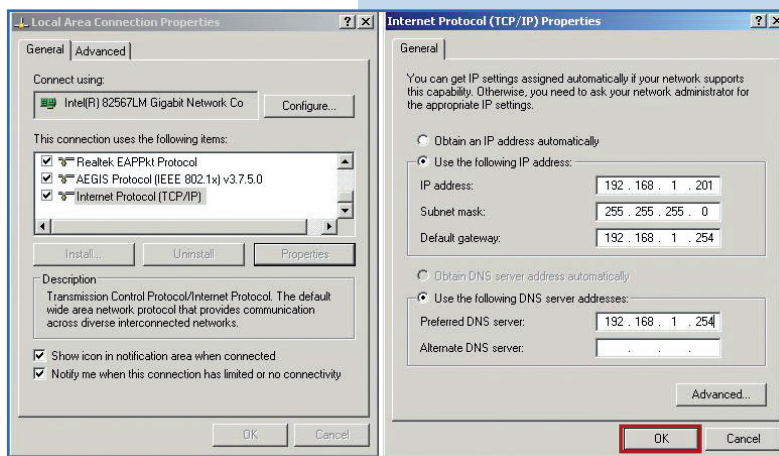 Local Area Connection Properties
General
Advanced
Connect using:
Intel(R) 82567LM Gigabit Network Co
Configure...
This connection uses the following items:
Realtek EAPPkt Protocol
AEGIS Protocol (IEEE 802.1x) v3.7.5.0
Internet Protocol (TCP/IP)
Install...
Uninstall
Properties
Description
Transmission Control Protocol/Internet Protocol. The default
wide area network protocol that provides communication
across diverse interconnected networks.
Show icon in notification area when connected
Notify me when this connection has limited or no connectivity
OK
Cancel
Internet Protocol (TCP/IP) Properties
General
You can get IP settings assigned automatically if your network supports
this capability. Otherwise, you need to ask your network administrator for
the appropriate IP settings.
Obtain an IP address automatically
Use the following IP address:
IP address: 192 . 168 . 1 . 201
Subnet mask: 255 . 255 . 255 . 0
Default gateway: 192 . 168 . 1 . 254
Obtain DNS server address automatically
Use the following DNS server addresses:
Preferred DNS server: 192 . 168 . 1 . 254
Alternate DNS server: . . .
Advanced...
OK
Cancel